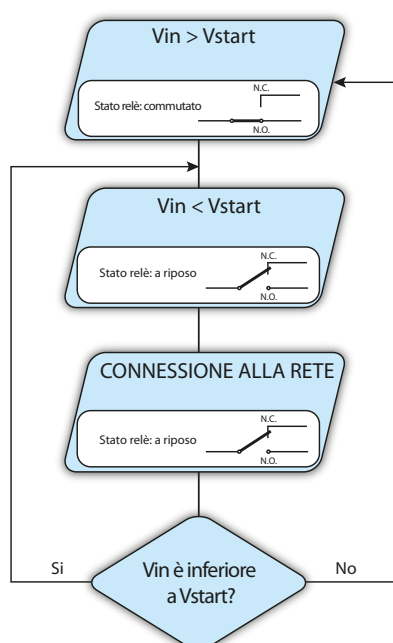 Vin > Vstart
N.C.
Stato relè: commutato
N.O.
Vin < Vstart
N.C.
Stato relè: a riposo
N.O.
CONNESSIONE ALLA RETE
N.C.
Stato relè: a riposo
N.O.
Si
Vin è inferiore
a Vstart?
No